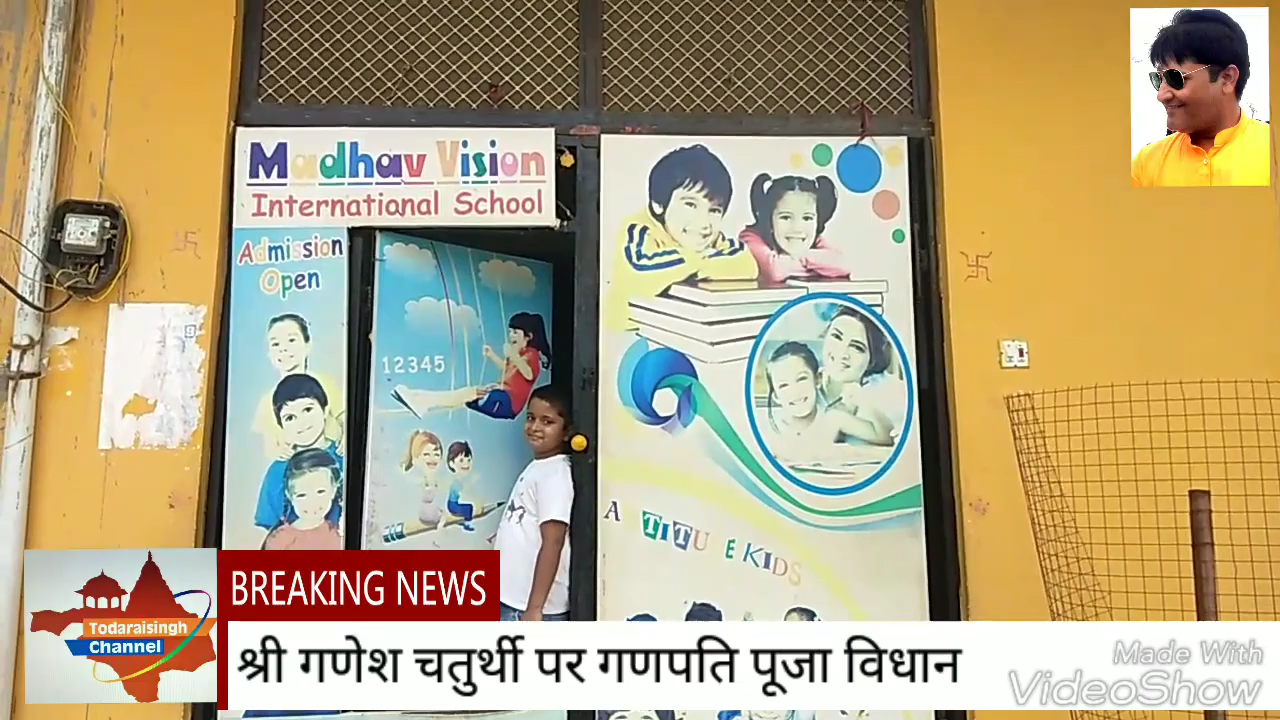 Madhav Vision
International School
Admission
Open
12345
A TITU E KIDS
Todaraisingh
Channel
BREAKING NEWS
श्री गणेश चतुर्थी पर गणपति पूजा विधान
Made With
VideoShow